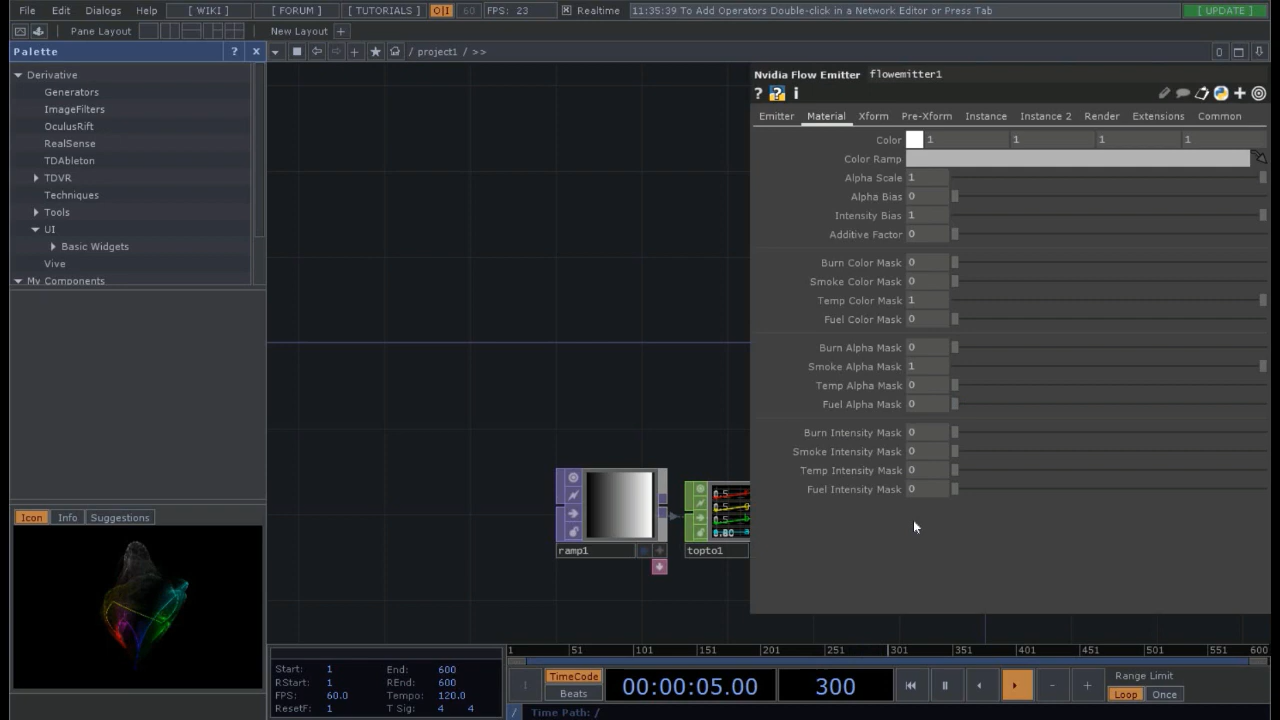 File Edit Dialogs Help [ WIKI ] [ FORUM ] [ TUTORIALS ] O|I 60 FPS: 23 Realtime 11:35:39 To Add Operators Double-click in a Network Editor or Press Tab [ UPDATE ]
Pane Layout New Layout +
Palette ? x / project1 / >> 0
Derivative
Generators
ImageFilters
OculusRift
RealSense
TDAbleton
TDVR
Techniques
Tools
UI
Basic Widgets
Vive
My Components
Icon Info Suggestions
Nvidia Flow Emitter flowemitter1
? ? i
Emitter Material Xform Pre-Xform Instance Instance 2 Render Extensions Common
Color 1 1 1 1
Color Ramp
Alpha Scale 1
Alpha Bias 0
Intensity Bias 1
Additive Factor 0
Burn Color Mask 0
Smoke Color Mask 0
Temp Color Mask 1
Fuel Color Mask 0
Burn Alpha Mask 0
Smoke Alpha Mask 1
Temp Alpha Mask 0
Fuel Alpha Mask 0
Burn Intensity Mask 0
Smoke Intensity Mask 0
Temp Intensity Mask 0
Fuel Intensity Mask 0
ramp1
topto1
1 51 101 151 201 251 301 351 401 451 501 551 600
Start: 1 End: 600
RStart: 1 REnd: 600
FPS: 60.0 Tempo: 120.0
ResetF: 1 T Sig: 4 4
TimeCode
Beats
00:00:05.00 300
Range Limit
Loop Once
/ Time Path: /